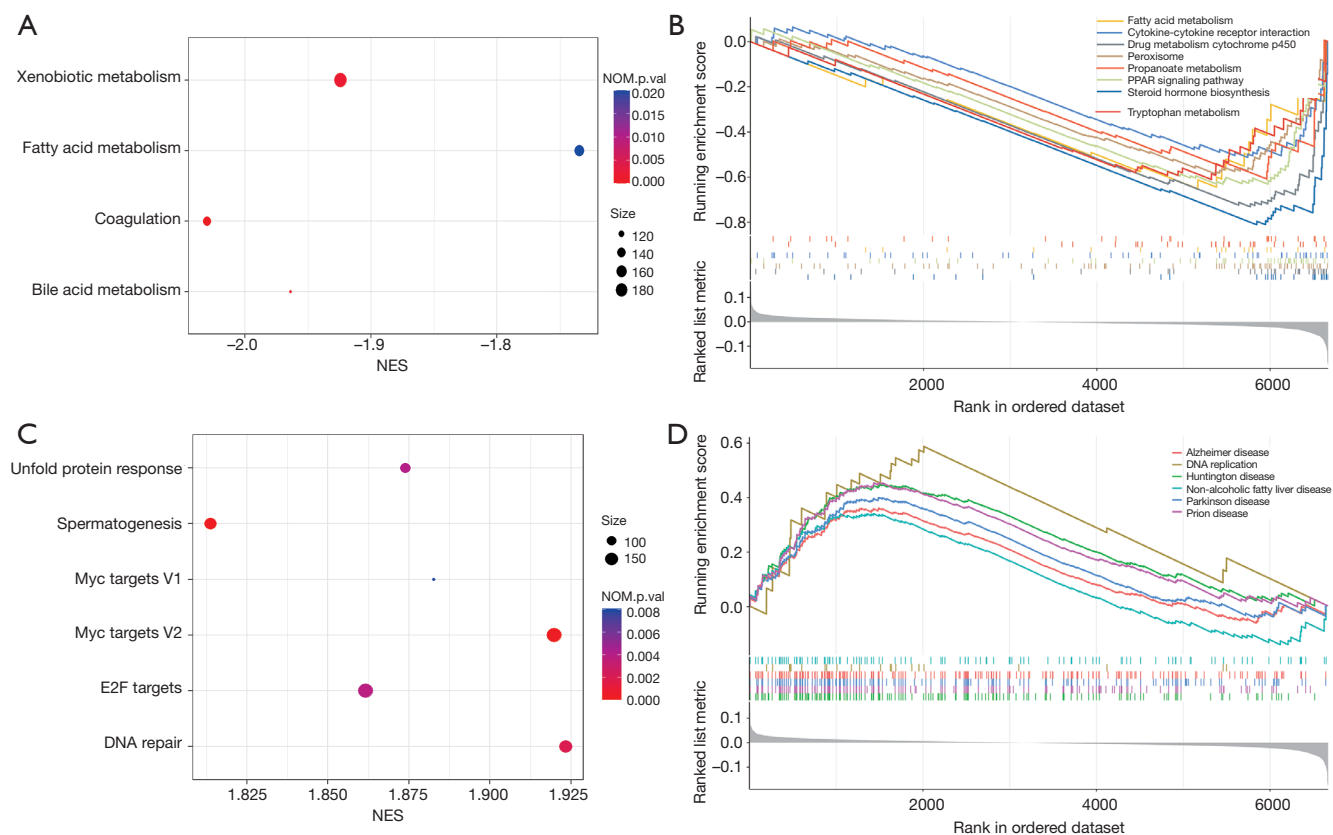 A
Xenobiotic metabolism
Fatty acid metabolism
Coagulation
Bile acid metabolism
−2.0
−1.9
−1.8
NES
NOM.p.val
0.020
0.015
0.010
0.005
0.000
Size
120
140
160
180
B
Running enrichment score
0.0
−0.2
−0.4
−0.6
−0.8
Fatty acid metabolism
Cytokine-cytokine receptor interaction
Drug metabolism cytochrome p450
Peroxisome
Propanoate metabolism
PPAR signaling pathway
Steroid hormone biosynthesis
Tryptophan metabolism
Ranked list metric
0.1
0.0
−0.1
2000
4000
6000
Rank in ordered dataset
C
Unfold protein response
Spermatogenesis
Myc targets V1
Myc targets V2
E2F targets
DNA repair
1.825
1.850
1.875
1.900
1.925
NES
Size
100
150
NOM.p.val
0.008
0.006
0.004
0.002
0.000
D
Running enrichment score
0.6
0.4
0.2
0.0
Alzheimer disease
DNA replication
Huntington disease
Non-alcoholic fatty liver disease
Parkinson disease
Prion disease
Ranked list metric
0.1
0.0
−0.1
2000
4000
6000
Rank in ordered dataset